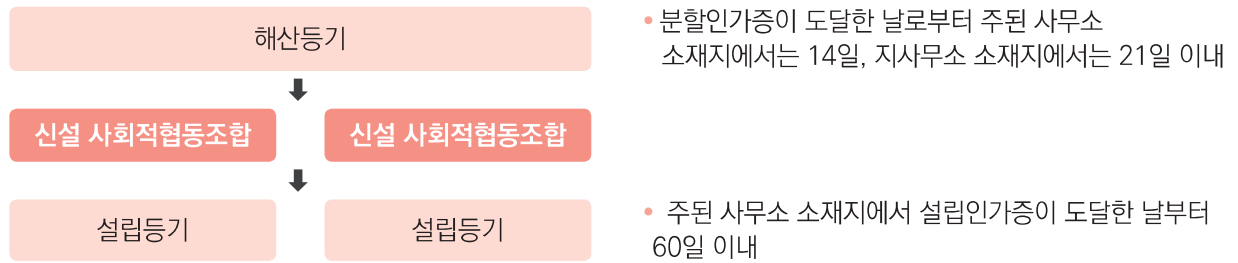 해산등기
• 분할인가증이 도달한 날로부터 주된 사무소
소재지에서는 14일, 지사무소 소재지에서는 21일 이내
신설 사회적협동조합
신설 사회적협동조합
설립등기
설립등기
• 주된 사무소 소재지에서 설립인가증이 도달한 날부터
60일 이내